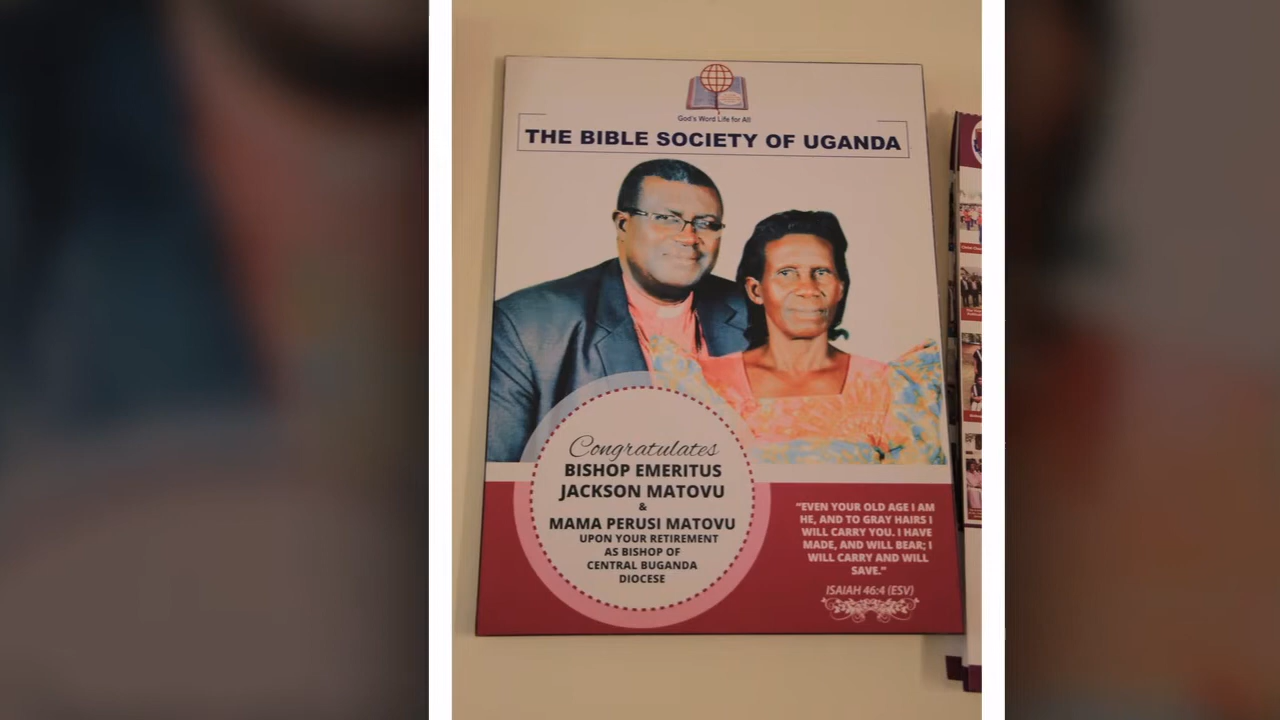 God's Word Life for All
THE BIBLE SOCIETY OF UGANDA
Congratulates
BISHOP EMERITUS
JACKSON MATOVU
&
MAMA PERUSI MATOVU
UPON YOUR RETIREMENT
AS BISHOP OF
CENTRAL BUGANDA
DIOCESE
"EVEN YOUR OLD AGE I AM
HE, AND TO GRAY HAIRS I
WILL CARRY YOU. I HAVE
MADE, AND WILL BEAR; I
WILL CARRY AND WILL
SAVE."
ISAIAH 46:4 (ESV)